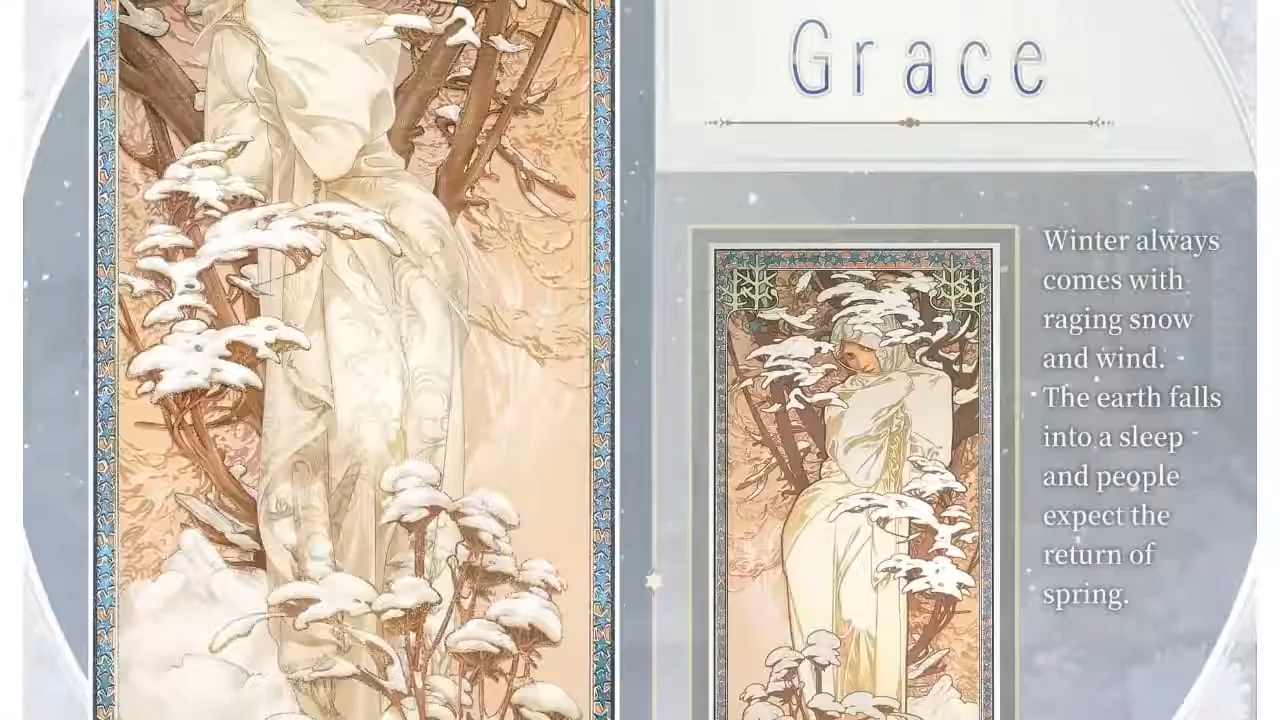 Grace
Winter always
comes with
raging snow
and wind.
The earth falls
into a sleep
and people
expect the
return of
spring.